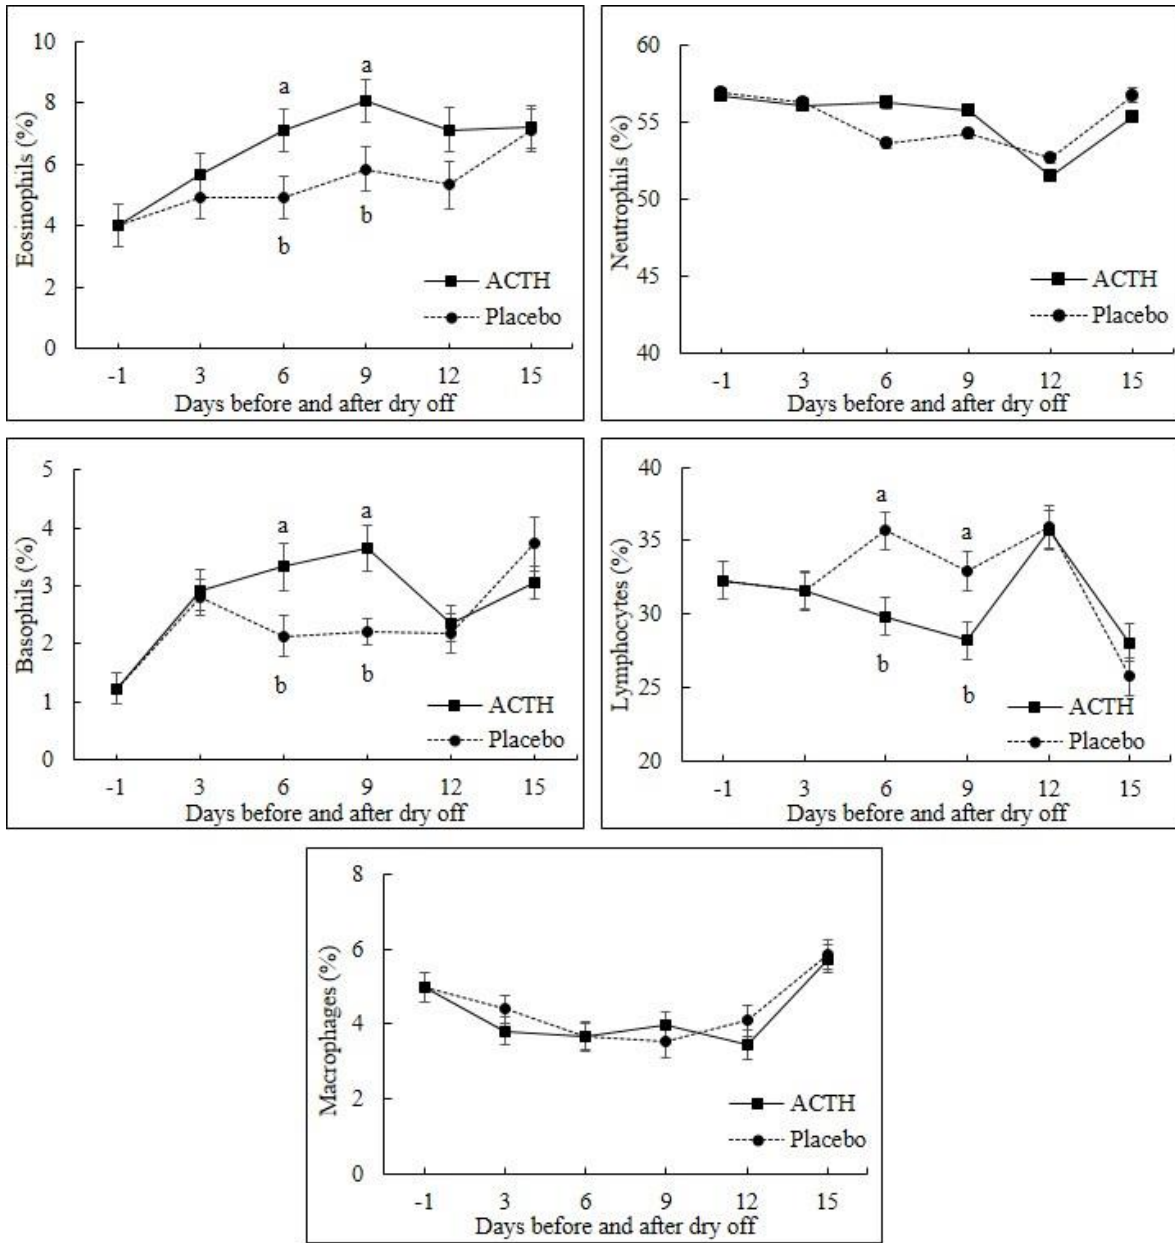 Eosinophils (%)
10
8
6
4
2
0
a
a
b
b
ACTH
Placebo
-1 3 6 9 12 15
Days before and after dry off
Neutrophils (%)
60
55
50
45
40
ACTH
Placebo
-1 3 6 9 12 15
Days before and after dry off
Basophils (%)
5
4
3
2
1
0
a
a
b
b
ACTH
Placebo
-1 3 6 9 12 15
Days before and after dry off
Lymphocytes (%)
40
35
30
25
20
a
a
b
b
ACTH
Placebo
-1 3 6 9 12 15
Days before and after dry off
Macrophages (%)
8
6
4
2
0
ACTH
Placebo
-1 3 6 9 12 15
Days before and after dry off